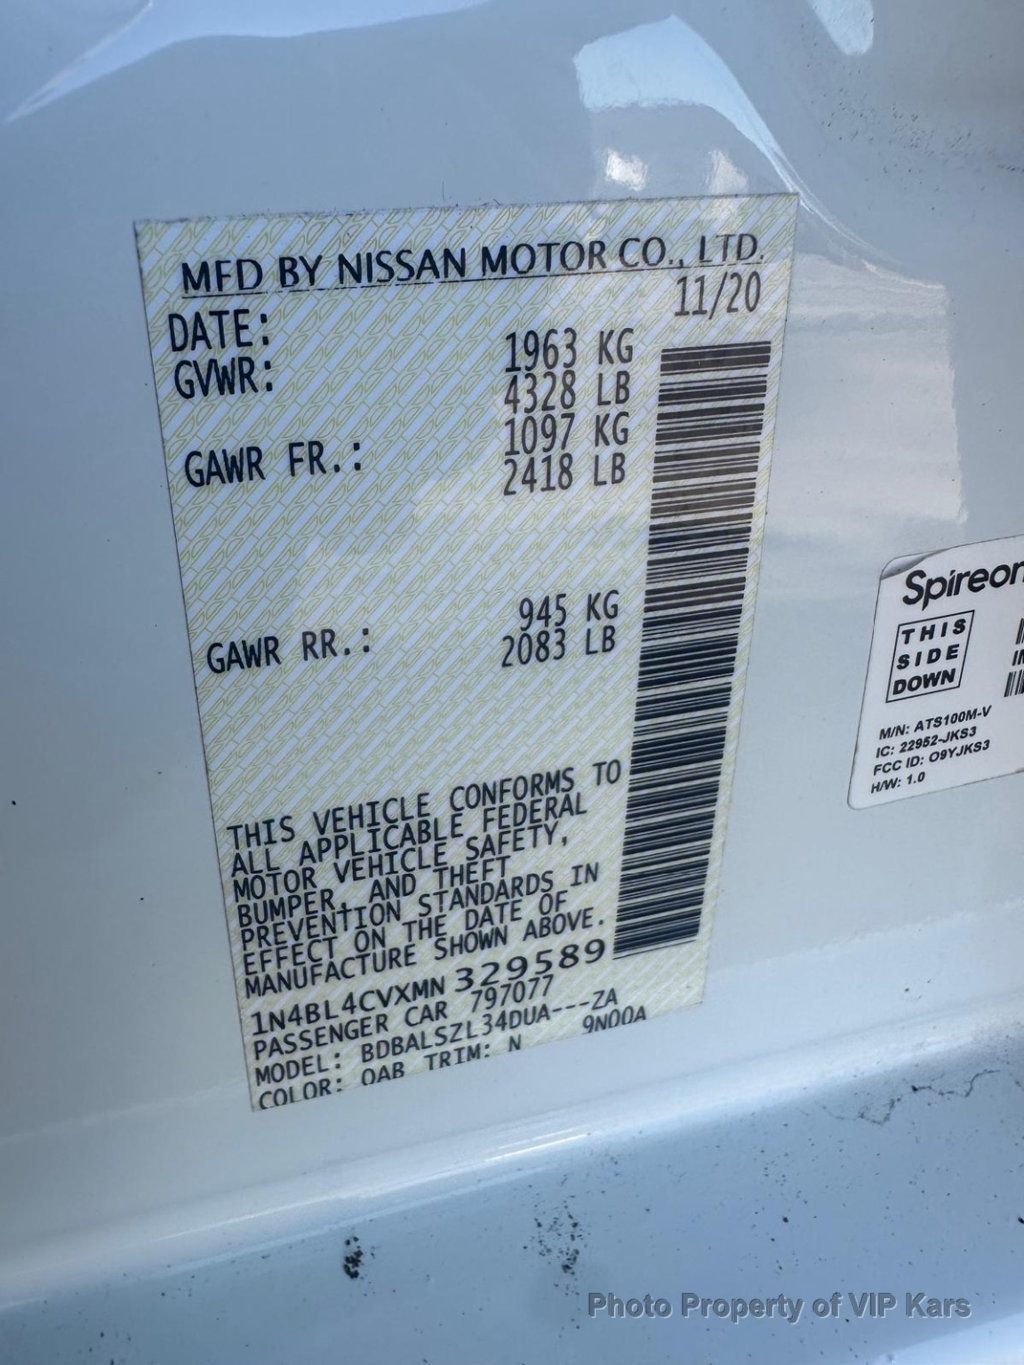 MFD BY NISSAN MOTOR CO., LTD.
DATE: 11/20
GVWR: 1963 KG
4328 LB
GAWR FR.: 1097 KG
2418 LB
GAWR RR.: 945 KG
2083 LB
THIS VEHICLE CONFORMS TO
ALL APPLICABLE FEDERAL
MOTOR VEHICLE SAFETY,
BUMPER, AND THEFT
PREVENTION STANDARDS IN
EFFECT ON THE DATE OF
MANUFACTURE SHOWN ABOVE.
1N4BL4CVXMN 329589
PASSENGER CAR 797077
MODEL: BDBALSZL34DUA---ZA
COLOR: QAB TRIM: N 9N00A
Spireon
THIS
SIDE
DOWN
M/N: ATS100M-V
IC: 22952-JKS3
FCC ID: O9YJKS3
H/W: 1.0
Photo Property of VIP Kars